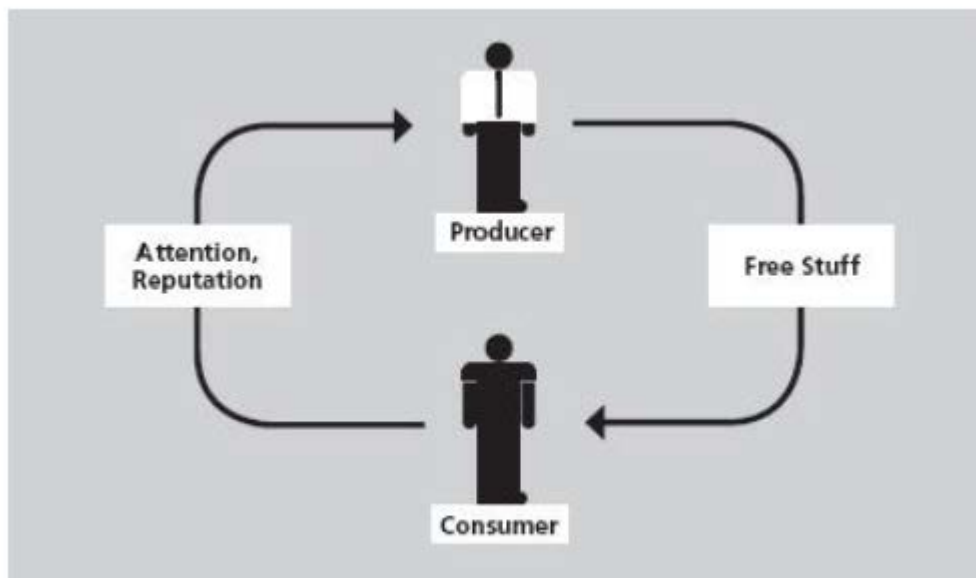 Producer
Attention,
Reputation
Free Stuff
Consumer